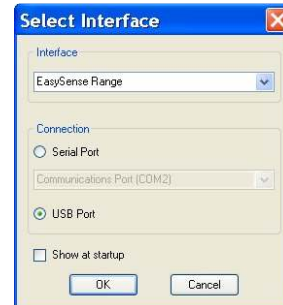 Select Interface
Interface
EasySense Range
Connection
Serial Port
Communications Port (COM2)
USB Port
Show at startup
OK Cancel